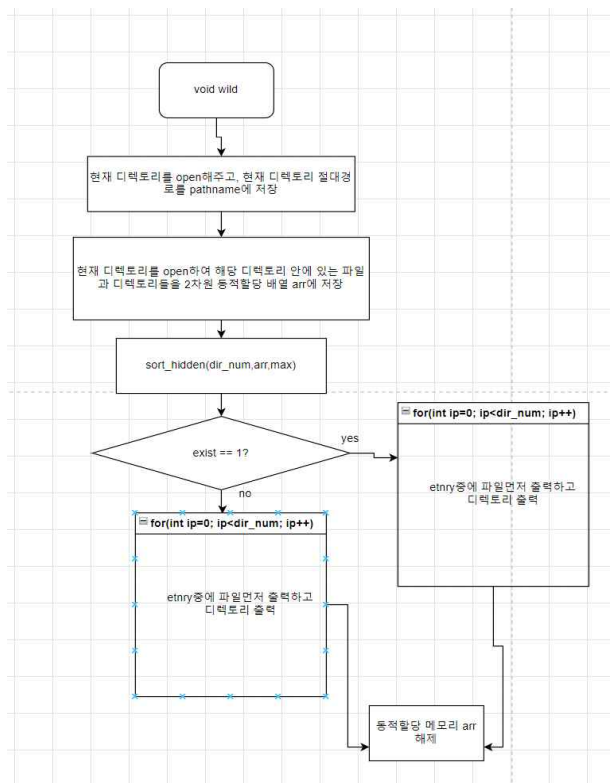 void wild
현재 디렉토리를 open해주고, 현재 디렉토리 절대경
로를 pathname에 저장
현재 디렉토리를 open하여 해당 디렉토리 안에 있는 파일
과 디렉토리들을 2차원 동적할당 배열 arr에 저장
sort_hidden(dir_num,arr,max)
exist == 1?
yes
no
for(int ip=0; ip<dir_num; ip++)
etnry중에 파일먼저 출력하고
디렉토리 출력
for(int ip=0; ip<dir_num; ip++)
etnry중에 파일먼저 출력하고
디렉토리 출력
동적할당 메모리 arr
해제